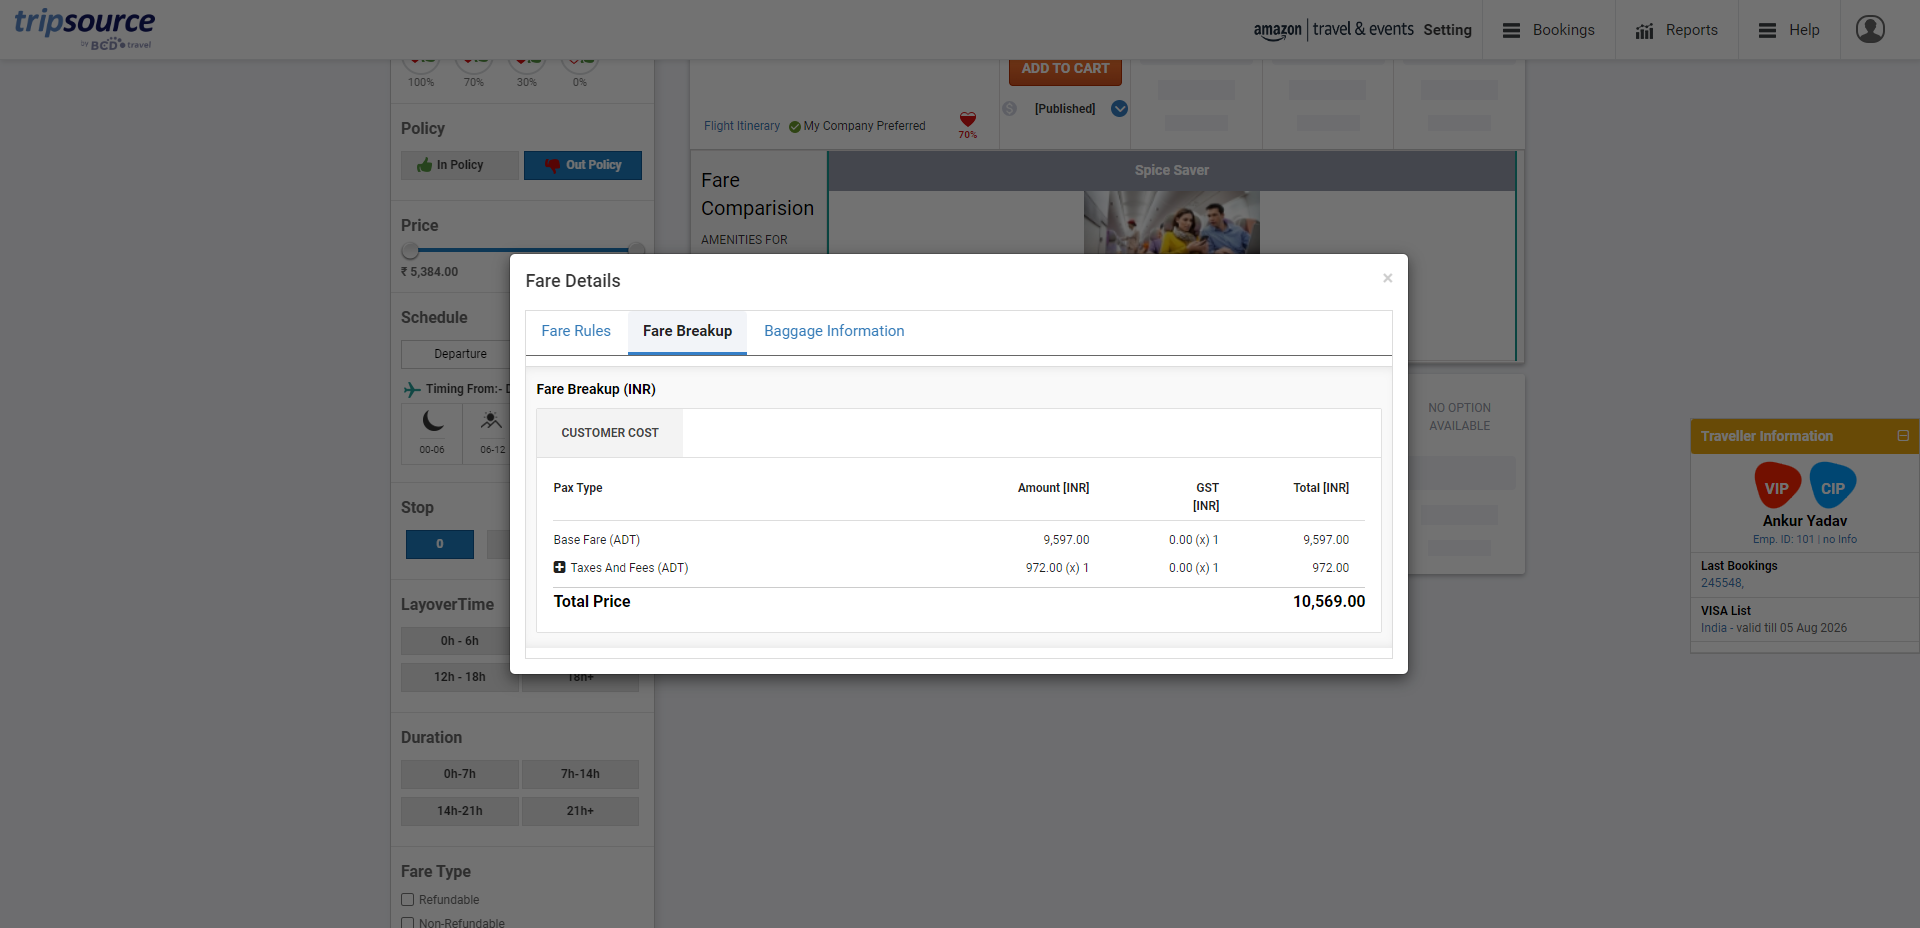 tripsource
by BCD travel
amazon travel & events Setting
Bookings
Reports
Help
100%
70%
30%
0%
Policy
In Policy
Out Policy
Price
₹ 5,384.00
Schedule
Departure
Timing From:- D
00-06
06-12
Stop
0
LayoverTime
0h - 6h
12h - 18h
18h+
Duration
0h-7h
7h-14h
14h-21h
21h+
Fare Type
Refundable
Non-Refundable
ADD TO CART
$ [Published]
Flight Itinerary
My Company Preferred
70%
Fare
Comparision
AMENITIES FOR
Spice Saver
Fare Details
×
Fare Rules
Fare Breakup
Baggage Information
Fare Breakup (INR)
CUSTOMER COST
Pax Type Amount [INR] GST Total [INR]
[INR]
Base Fare (ADT) 9,597.00 0.00 (x) 1 9,597.00
Taxes And Fees (ADT) 972.00 (x) 1 0.00 (x) 1 972.00
Total Price 10,569.00
NO OPTION
AVAILABLE
Traveller Information
VIP
CIP
Ankur Yadav
Emp. ID: 101 | no Info
Last Bookings
245548,
VISA List
India - valid till 05 Aug 2026